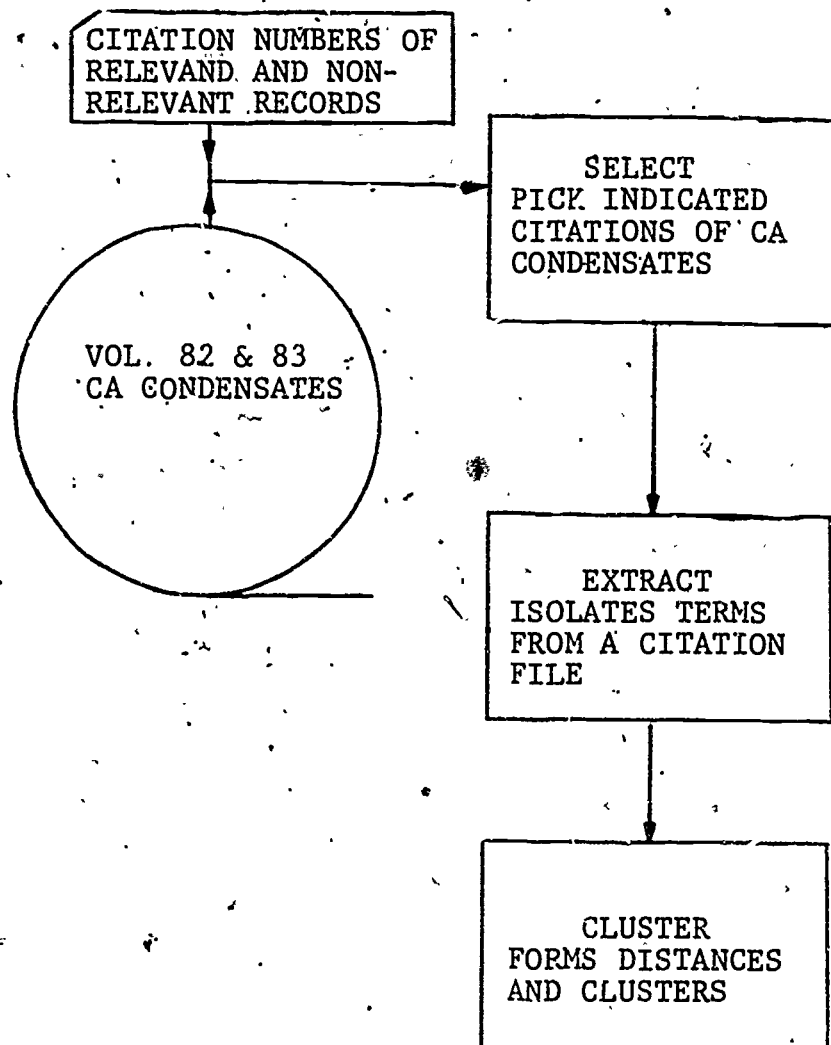 CITATION NUMBERS OF
RELEVAND AND NON-
RELEVANT RECORDS
SELECT
PICK INDICATED
CITATIONS OF CA
CONDENSATES
VOL. 82 & 83
CA CONDENSATES
EXTRACT
ISOLATES TERMS
FROM A CITATION
FILE
CLUSTER
FORMS DISTANCES
AND CLUSTERS